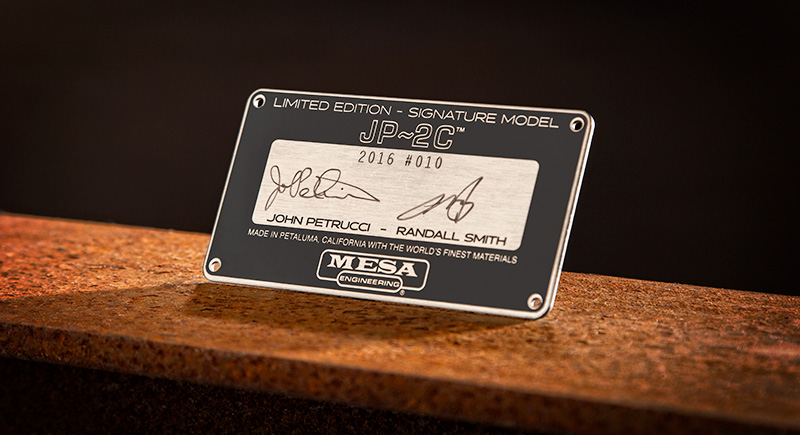 LIMITED EDITION - SIGNATURE MODEL
JP~2C™
2016 #010
JOHN PETRUCCI - RANDALL SMITH
MADE IN PETALUMA, CALIFORNIA WITH THE WORLD'S FINEST MATERIALS
MESA
ENGINEERING®